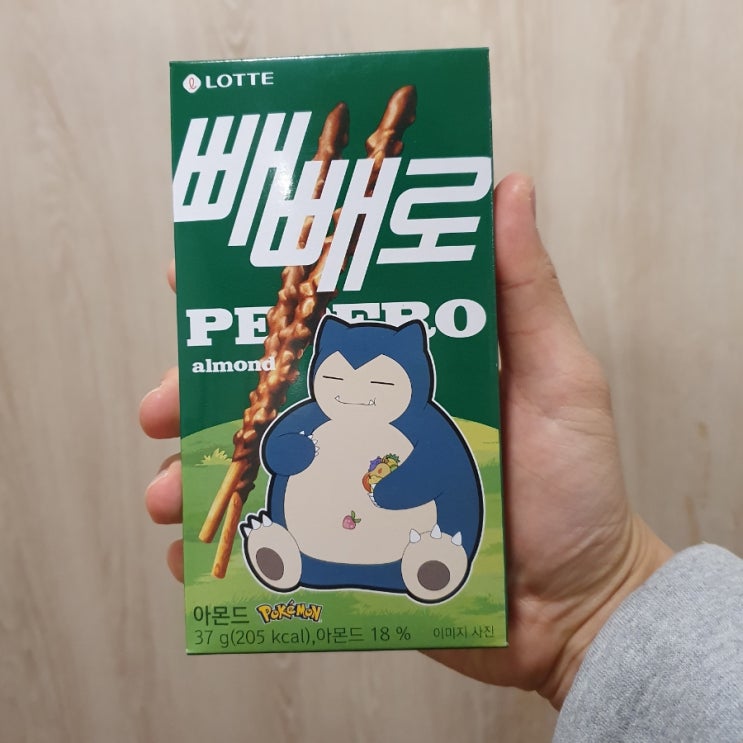 LOTTE
빼빼로
PEPERO
almond
아몬드 POKéMON
37 g(205 kcal),아몬드 18 % 이미지 사진